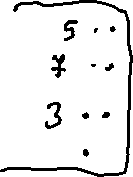 5 . .
7 . .
3 . .
.